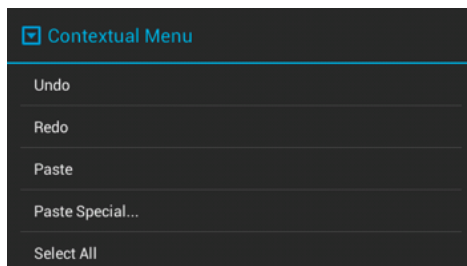 Contextual Menu
Undo
Redo
Paste
Paste Special...
Select All